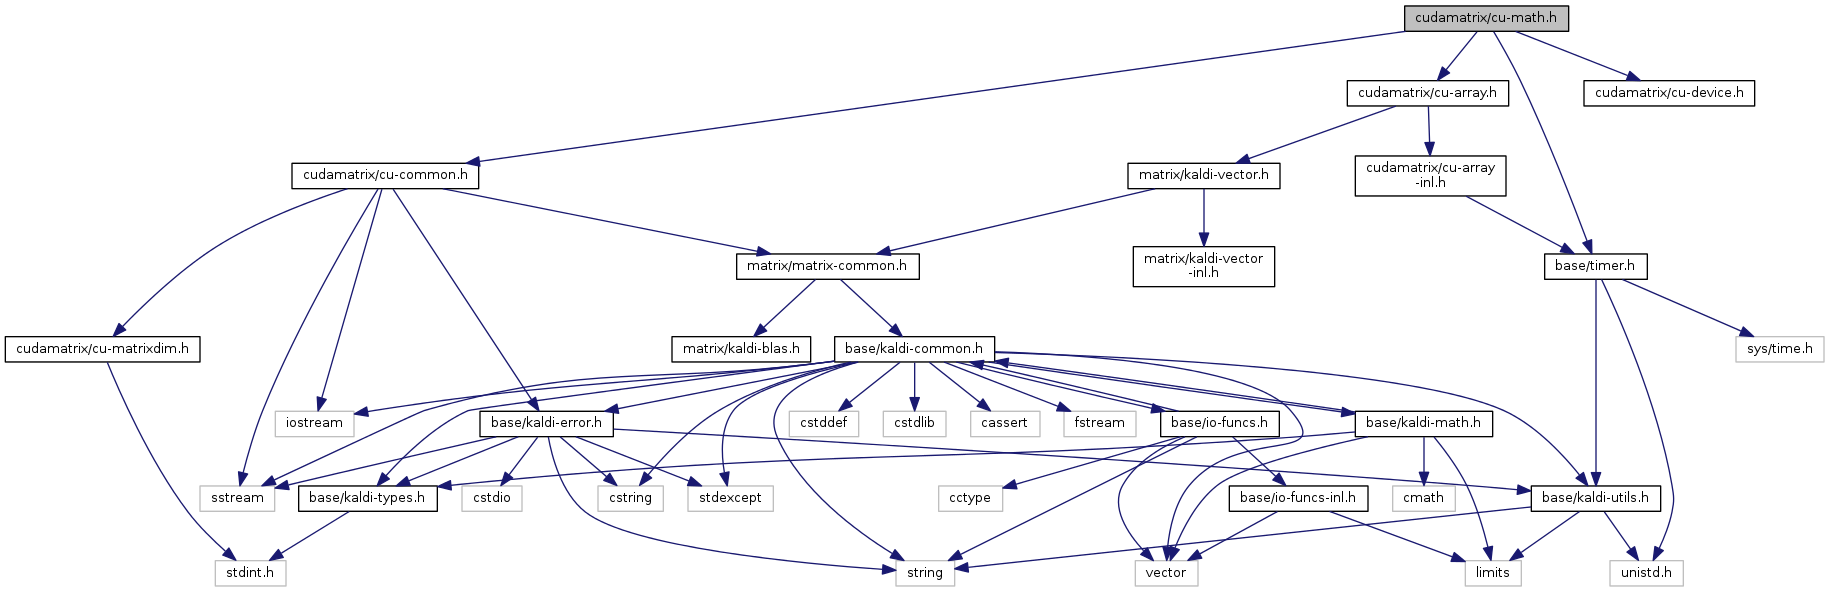 cudamatrix/cu-math.h
cudamatrix/cu-array.h
cudamatrix/cu-device.h
cudamatrix/cu-common.h
matrix/kaldi-vector.h
cudamatrix/cu-array
-inl.h
matrix/matrix-common.h
matrix/kaldi-vector
-inl.h
base/timer.h
cudamatrix/cu-matrixdim.h
matrix/kaldi-blas.h
base/kaldi-common.h
sys/time.h
iostream
base/kaldi-error.h
cstddef
cstdlib
cassert
fstream
base/io-funcs.h
base/kaldi-math.h
sstream
base/kaldi-types.h
cstdio
cstring
stdexcept
cctype
base/io-funcs-inl.h
cmath
base/kaldi-utils.h
stdint.h
string
vector
limits
unistd.h